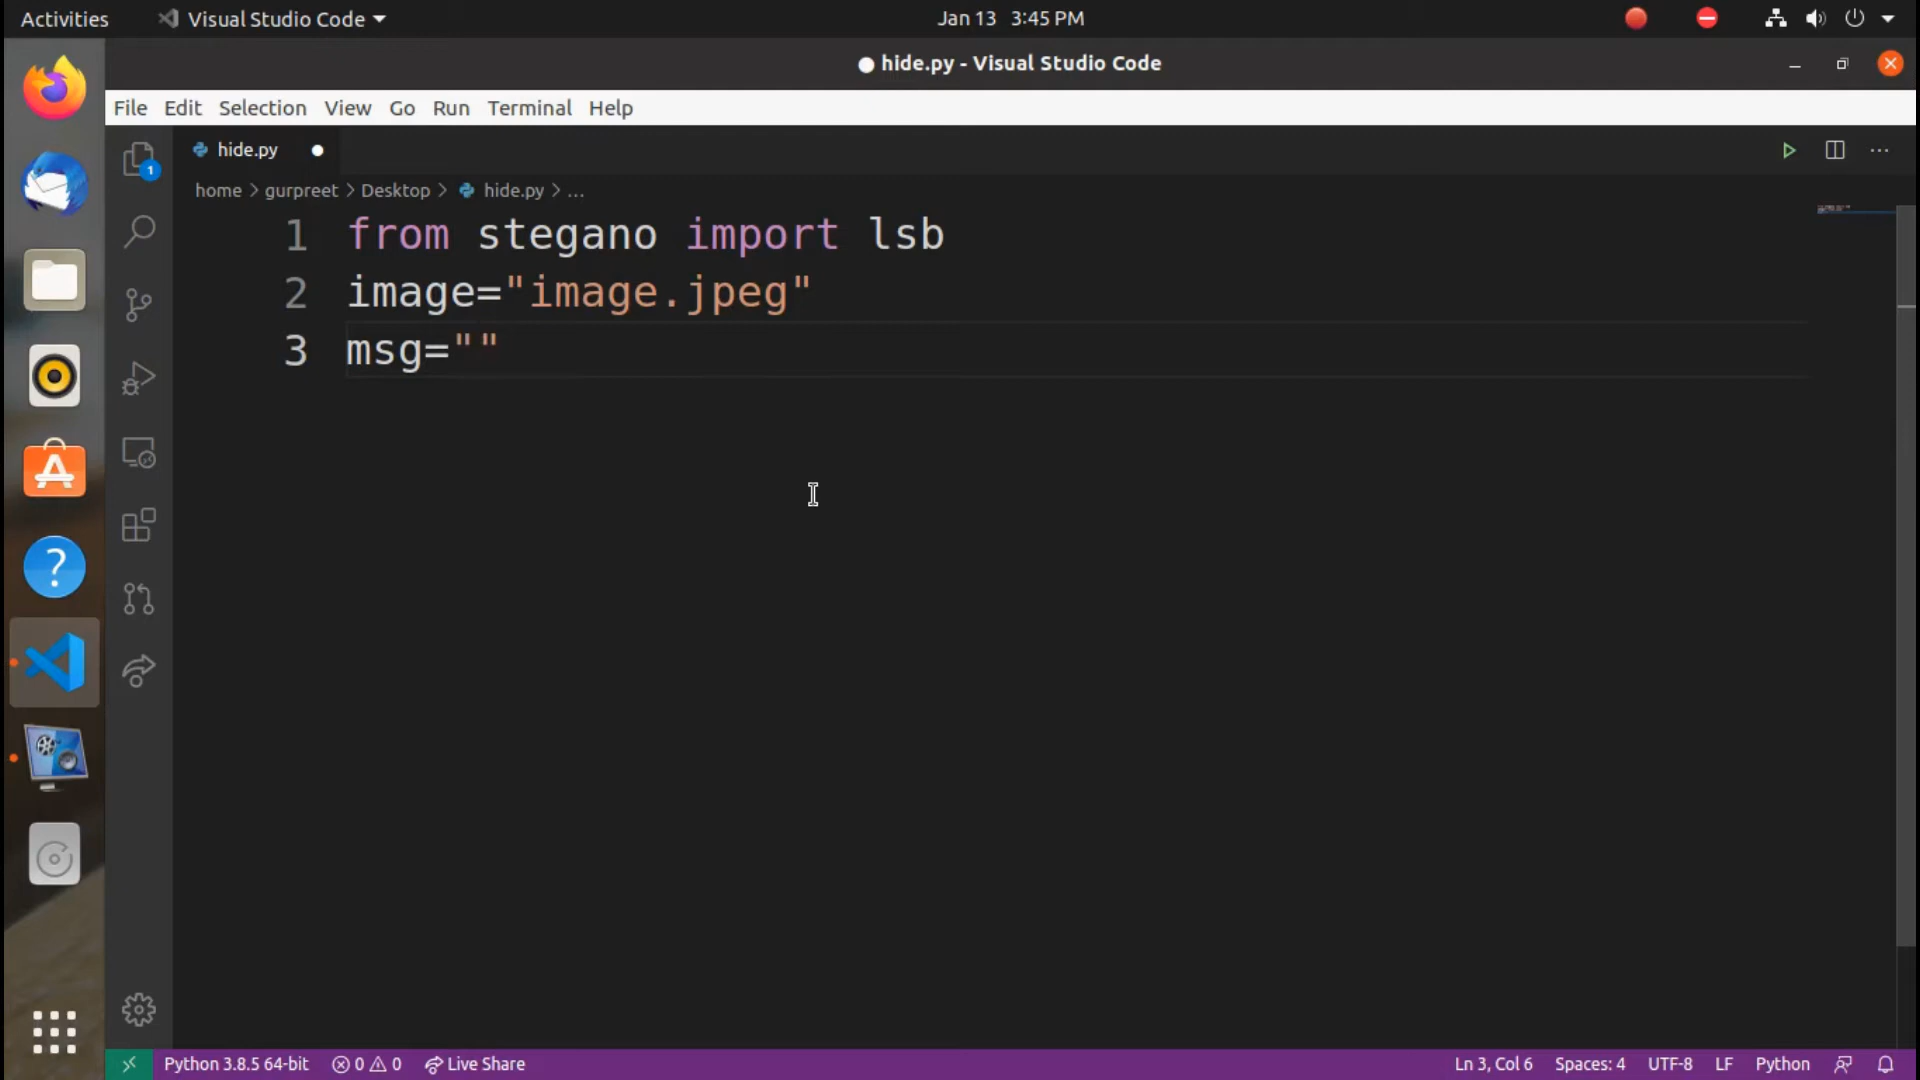 Activities Visual Studio Code Jan 13 3:45 PM
hide.py - Visual Studio Code
File Edit Selection View Go Run Terminal Help
hide.py
1
home > gurpreet > Desktop > hide.py > ...
1 from stegano import lsb
2 image="image.jpeg"
3 msg=""
Python 3.8.5 64-bit 0 0 Live Share Ln 3, Col 6 Spaces: 4 UTF-8 LF Python